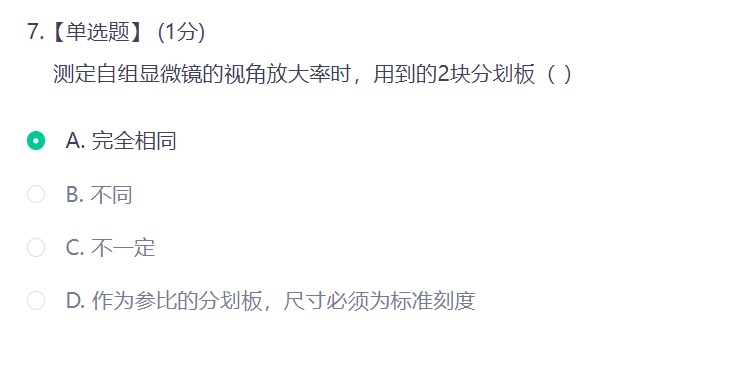 7.【单选题】 (1分)
测定自组显微镜的视角放大率时，用到的2块分划板（ ）
A. 完全相同
B. 不同
C. 不一定
D. 作为参比的分划板，尺寸必须为标准刻度